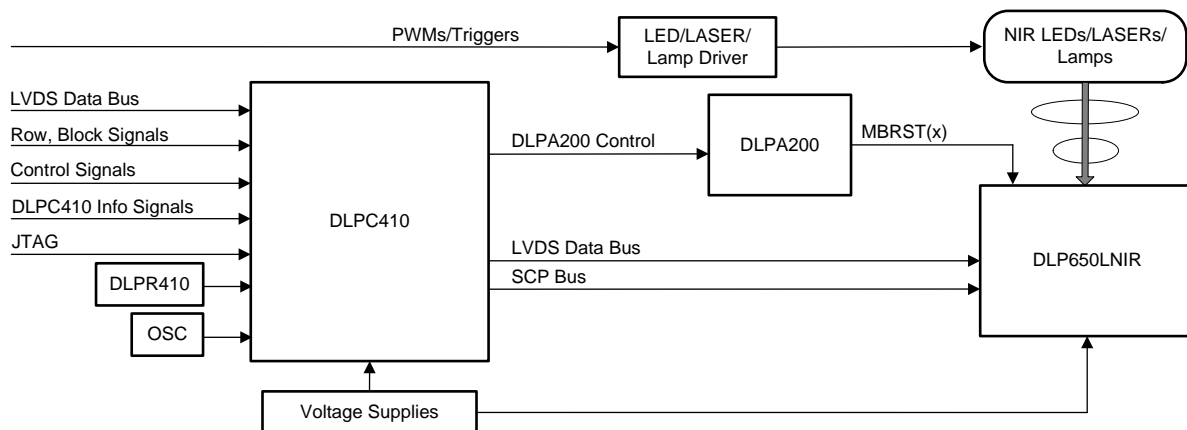 PWMs/Triggers
LED/LASER/
Lamp Driver
NIR LEDs/LASERs/
Lamps
LVDS Data Bus
Row, Block Signals
Control Signals
DLPC410 Info Signals
JTAG
DLPR410
OSC
DLPC410
DLPA200 Control
DLPA200
MBRST(x)
LVDS Data Bus
SCP Bus
DLP650LNIR
Voltage Supplies